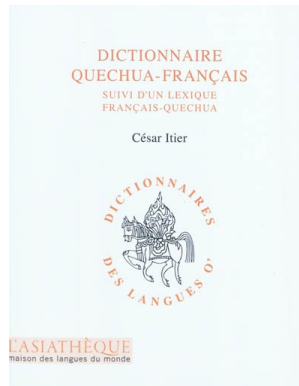 DICTIONNAIRE
QUECHUA-FRANÇAIS
SUIVI D'UN LEXIQUE
FRANÇAIS-QUECHUA
César Itier
DICTIONNAIRES
DES LANGUES O'
L'ASIATHÈQUE
maison des langues du monde